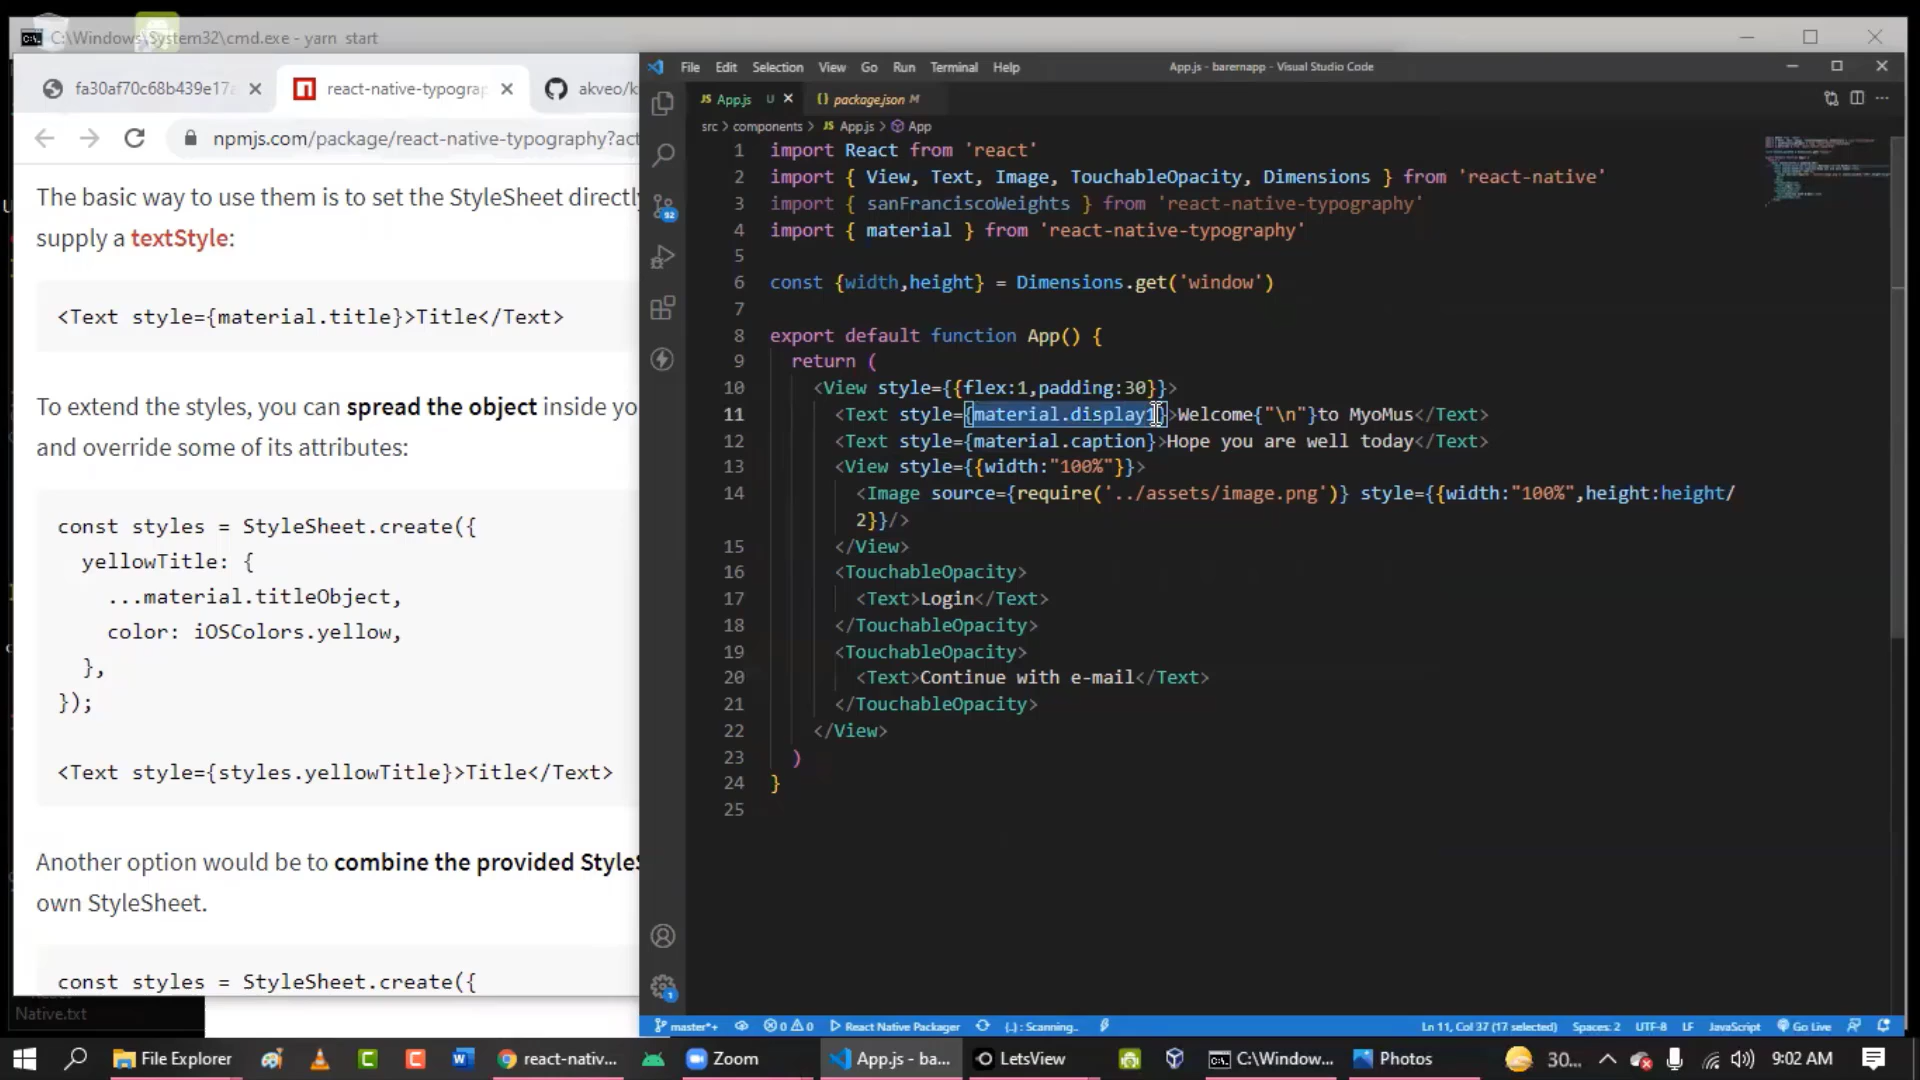 C:\Windows\System32\cmd.exe - yarn start
fa30af70c68b439e17a
react-native-typograp
akveo/k
npmjs.com/package/react-native-typography?act
The basic way to use them is to set the StyleSheet directly
supply a textStyle:
<Text style={material.title}>Title</Text>
To extend the styles, you can spread the object inside yo
and override some of its attributes:
const styles = StyleSheet.create({
yellowTitle: {
...material.titleObject,
color: iOSColors.yellow,
},
});
<Text style={styles.yellowTitle}>Title</Text>
Another option would be to combine the provided StyleS
own StyleSheet.
const styles = StyleSheet.create({
Native.txt
File Edit Selection View Go Run Terminal Help
App.js - barernapp - Visual Studio Code
JS App.js U
{} package.json M
src > components > JS App.js > App
1 import React from 'react'
2 import { View, Text, Image, TouchableOpacity, Dimensions } from 'react-native'
3 import { sanFranciscoWeights } from 'react-native-typography'
4 import { material } from 'react-native-typography'
5
6 const {width,height} = Dimensions.get('window')
7
8 export default function App() {
9 return (
10 <View style={{flex:1,padding:30}}>
11 <Text style={material.display1}>Welcome{"\n"}to MyoMus</Text>
12 <Text style={material.caption}>Hope you are well today</Text>
13 <View style={{width:"100%"}}>
14 <Image source={require('../assets/image.png')} style={{width:"100%",height:height/
2}}/>
15 </View>
16 <TouchableOpacity>
17 <Text>Login</Text>
18 </TouchableOpacity>
19 <TouchableOpacity>
20 <Text>Continue with e-mail</Text>
21 </TouchableOpacity>
22 </View>
23 )
24 }
25
master*+ 0 0 React Native Packager {..} : Scanning..
Ln 11, Col 37 (17 selected) Spaces: 2 UTF-8 LF JavaScript Go Live
File Explorer
react-nativ...
Zoom
App.js - ba...
LetsView
C:\Window...
Photos
30...
9:02 AM